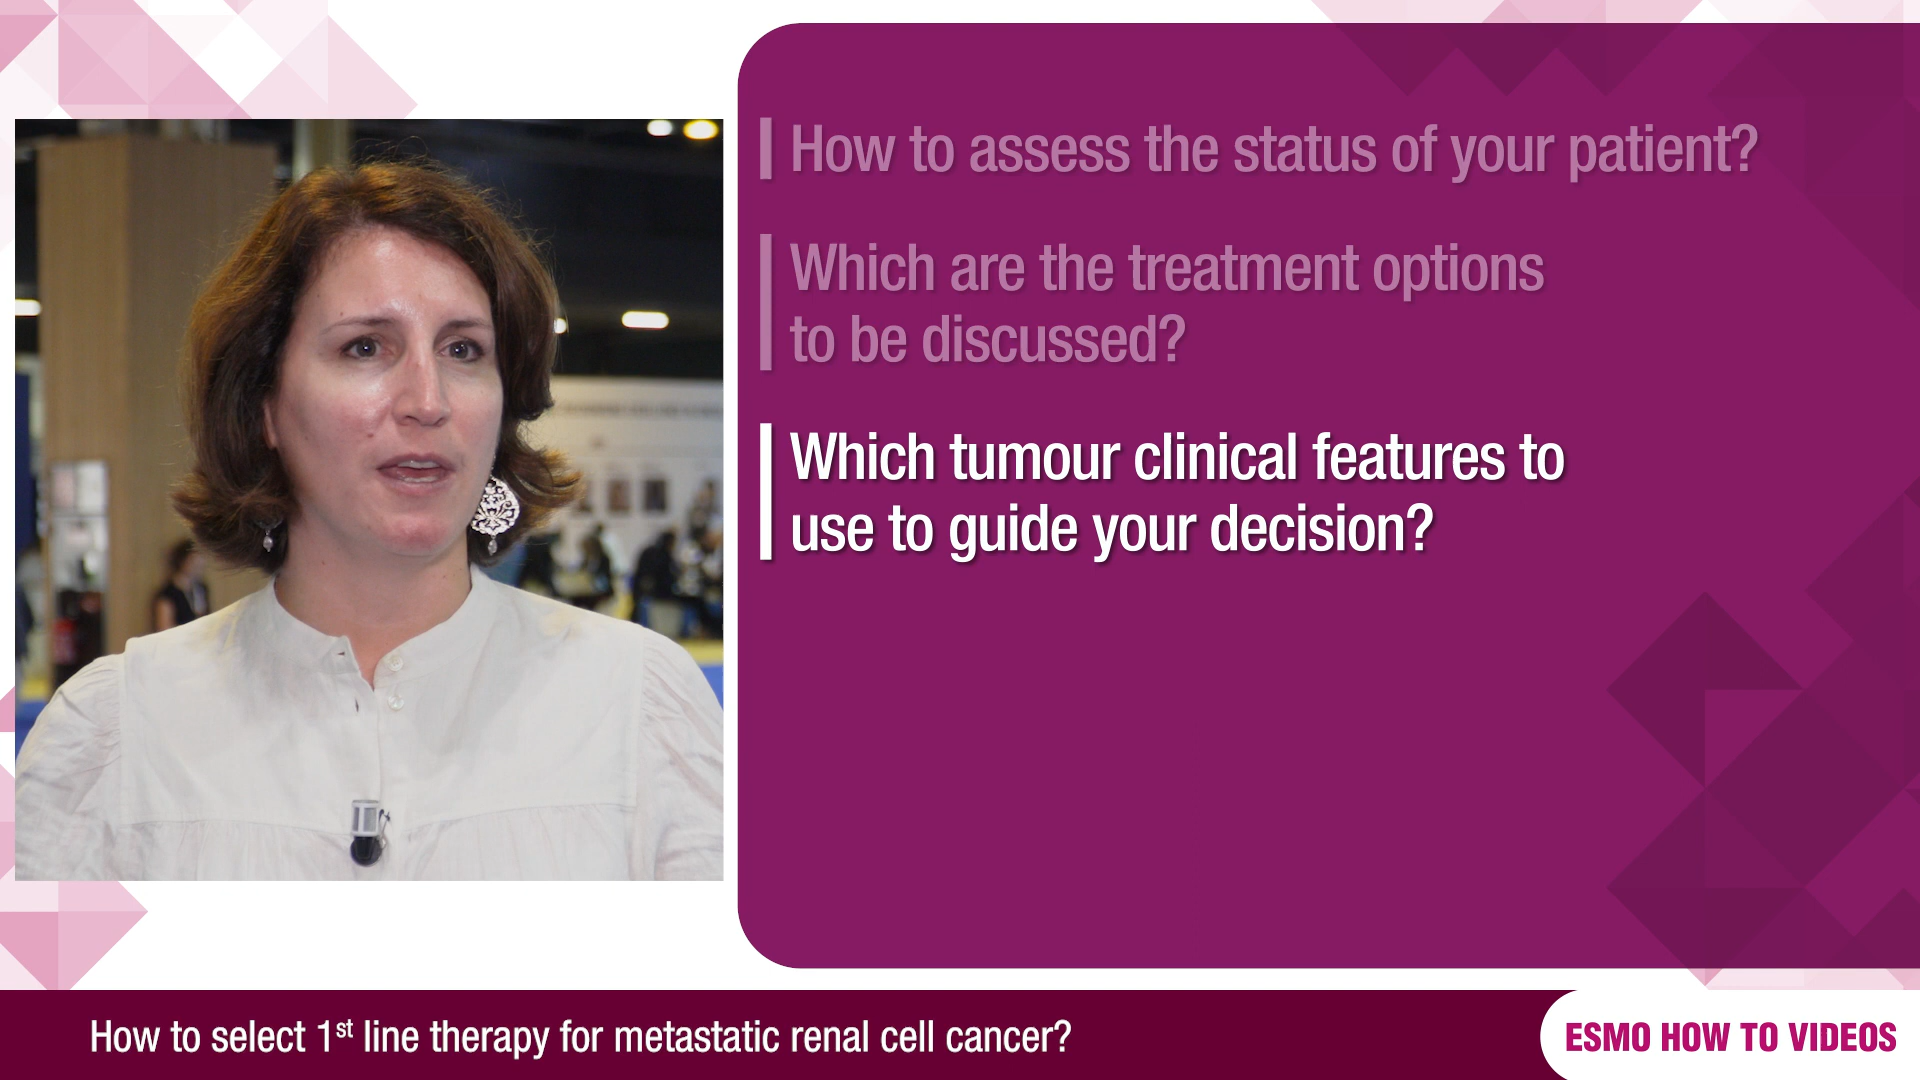 How to assess the status of your patient?
Which are the treatment options
to be discussed?
Which tumour clinical features to
use to guide your decision?
How to select 1st line therapy for metastatic renal cell cancer?
ESMO HOW TO VIDEOS